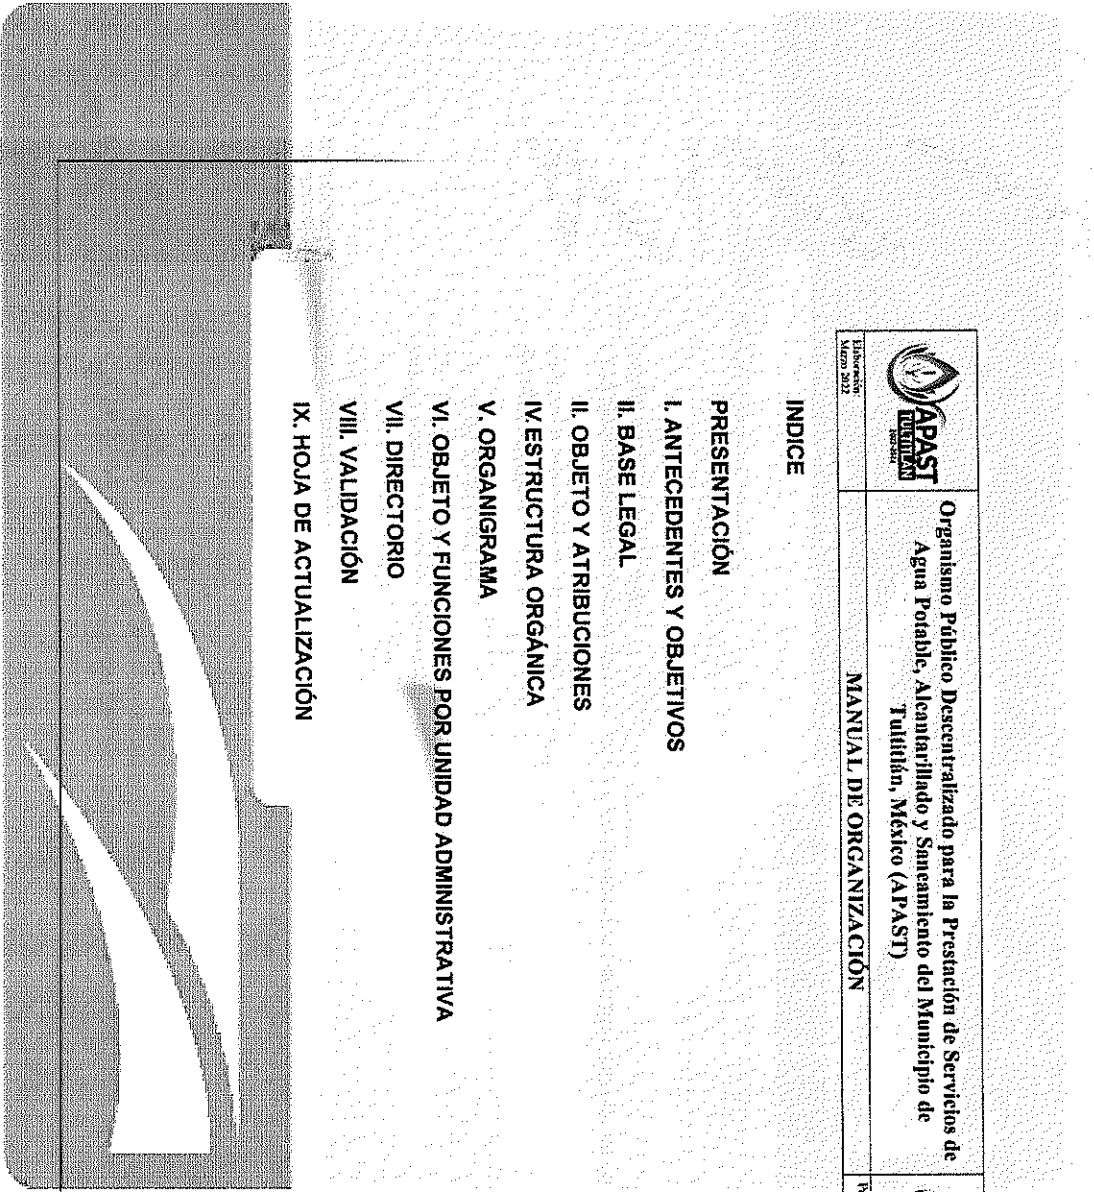 APAST
TULTITLÁN
2022-2024
Organismo Público Descentralizado para la Prestación de Servicios de
Agua Potable, Alcantarillado y Saneamiento del Municipio de
Tultitlán, México (APAST)
Elaboración
Marzo 2022
MANUAL DE ORGANIZACIÓN
INDICE
PRESENTACIÓN
I. ANTECEDENTES Y OBJETIVOS
II. BASE LEGAL
II. OBJETO Y ATRIBUCIONES
IV.ESTRUCTURA ORGÁNICA
V. ORGANIGRAMA
VI. OBJETO Y FUNCIONES POR UNIDAD ADMINISTRATIVA
VII. DIRECTORIO
VIII. VALIDACIÓN
IX. HOJA DE ACTUALIZACIÓN